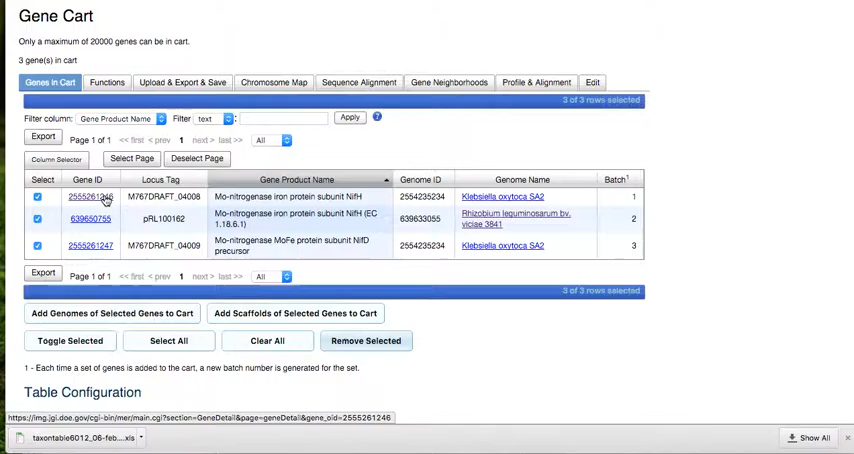 Gene Cart
Only a maximum of 20000 genes can be in cart.
3 gene(s) in cart
Genes in Cart Functions Upload & Export & Save Chromosome Map Sequence Alignment Gene Neighborhoods Profile & Alignment Edit
3 of 3 rows selected
Filter column: Gene Product Name Filter text : Apply ?
Export Page 1 of 1 << first < prev 1 next > last >> All
Column Selector Select Page Deselect Page
Select Gene ID Locus Tag Gene Product Name Genome ID Genome Name Batch1
2555261246 M767DRAFT_04008 Mo-nitrogenase iron protein subunit NifH 2554235234 Klebsiella oxytoca SA2 1
639650755 pRL100162 Mo-nitrogenase iron protein subunit NifH (EC 1.18.6.1) 639633055 Rhizobium leguminosarum bv. viciae 3841 2
2555261247 M767DRAFT_04009 Mo-nitrogenase MoFe protein subunit NifD precursor 2554235234 Klebsiella oxytoca SA2 3
Export Page 1 of 1 << first < prev 1 next > last >> All
3 of 3 rows selected
Add Genomes of Selected Genes to Cart Add Scaffolds of Selected Genes to Cart
Toggle Selected Select All Clear All Remove Selected
1 - Each time a set of genes is added to the cart, a new batch number is generated for the set.
Table Configuration
https://img.jgi.doe.gov/cgi-bin/mer/main.cgi?section=GeneDetail&page=geneDetail&gene_oid=2555261246
taxontable6012_06-feb....xls Show All